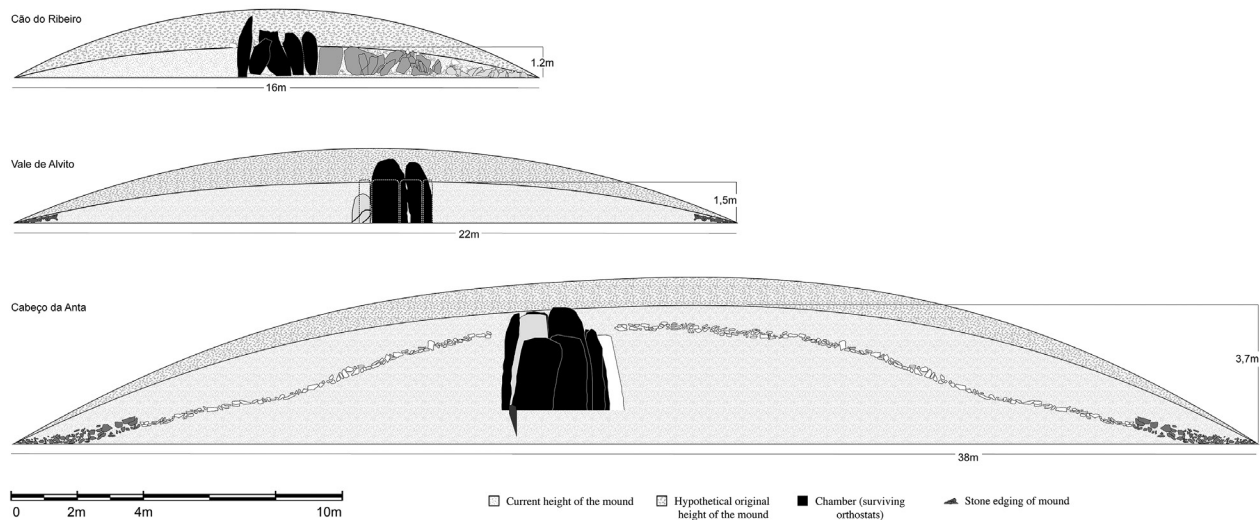 Cão do Ribeiro
1.2m
16m
Vale de Alvito
1,5m
22m
Cabeço da Anta
3,7m
38m
0 2m 4m 10m
Current height of the mound
Hypothetical original
height of the mound
Chamber (surviving
orthostats)
Stone edging of mound